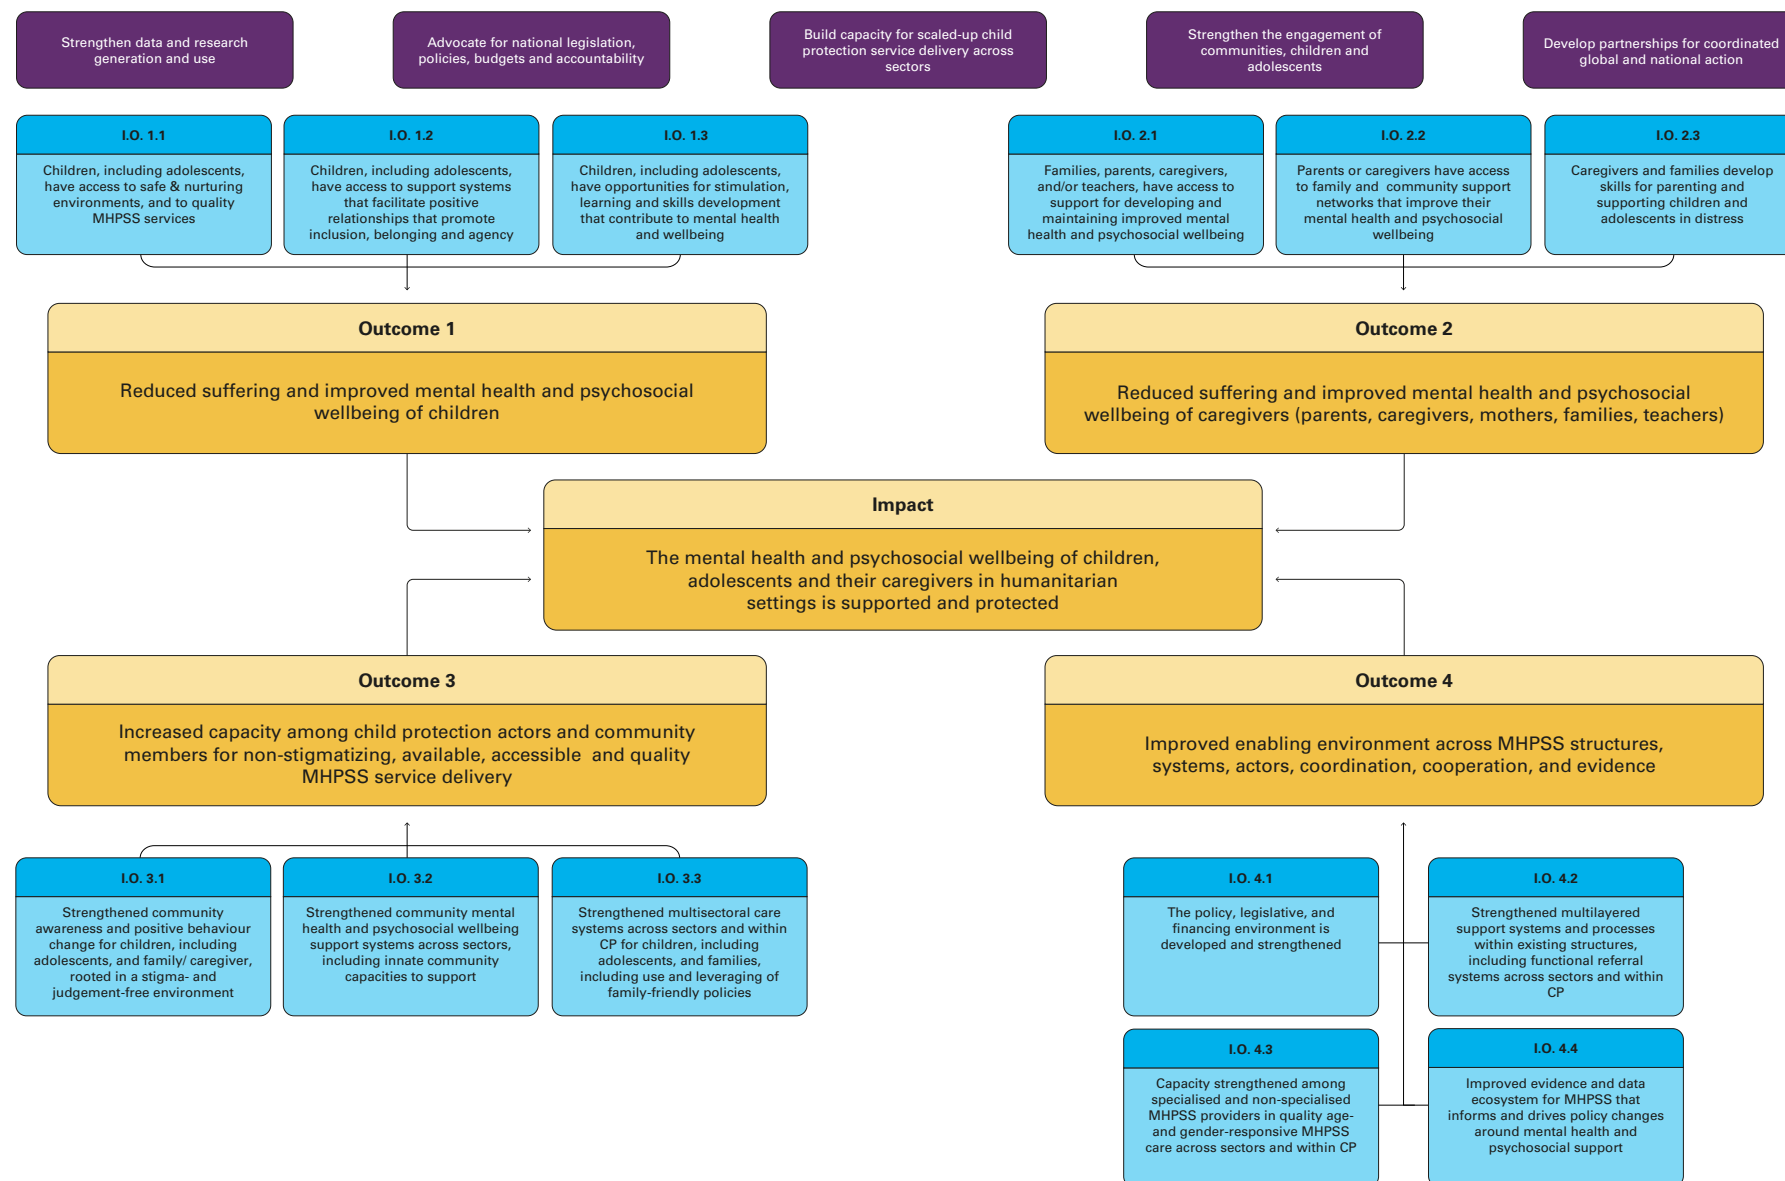 Strengthen data and research
generation and use
Advocate for national legislation,
policies, budgets and accountability
Build capacity for scaled-up child
protection service delivery across
sectors
Strengthen the engagement of
communities, children and
adolescents
Develop partnerships for coordinated
global and national action
I.O. 1.1
Children, including adolescents,
have access to safe & nurturing
environments, and to quality
MHPSS services
I.O. 1.2
Children, including adolescents,
have access to support systems
that facilitate positive
relationships that promote
inclusion, belonging and agency
I.O. 1.3
Children, including adolescents,
have opportunities for stimulation,
learning and skills development
that contribute to mental health
and wellbeing
I.O. 2.1
Families, parents, caregivers,
and/or teachers, have access to
support for developing and
maintaining improved mental
health and psychosocial wellbeing
I.O. 2.2
Parents or caregivers have access
to family and community support
networks that improve their
mental health and psychosocial
wellbeing
I.O. 2.3
Caregivers and families develop
skills for parenting and
supporting children and
adolescents in distress
Outcome 1
Reduced suffering and improved mental health and psychosocial
wellbeing of children
Outcome 2
Reduced suffering and improved mental health and psychosocial
wellbeing of caregivers (parents, caregivers, mothers, families, teachers)
Impact
The mental health and psychosocial wellbeing of children,
adolescents and their caregivers in humanitarian
settings is supported and protected
Outcome 3
Increased capacity among child protection actors and community
members for non-stigmatizing, available, accessible and quality
MHPSS service delivery
Outcome 4
Improved enabling environment across MHPSS structures,
systems, actors, coordination, cooperation, and evidence
I.O. 3.1
Strengthened community
awareness and positive behaviour
change for children, including
adolescents, and family/ caregiver,
rooted in a stigma- and
judgement-free environment
I.O. 3.2
Strengthened community mental
health and psychosocial wellbeing
support systems across sectors,
including innate community
capacities to support
I.O. 3.3
Strengthened multisectoral care
systems across sectors and within
CP for children, including
adolescents, and families,
including use and leveraging of
family-friendly policies
I.O. 4.1
The policy, legislative, and
financing environment is
developed and strengthened
I.O. 4.2
Strengthened multilayered
support systems and processes
within existing structures,
including functional referral
systems across sectors and within
CP
I.O. 4.3
Capacity strengthened among
specialised and non-specialised
MHPSS providers in quality age-
and gender-responsive MHPSS
care across sectors and within CP
I.O. 4.4
Improved evidence and data
ecosystem for MHPSS that
informs and drives policy changes
around mental health and
psychosocial support